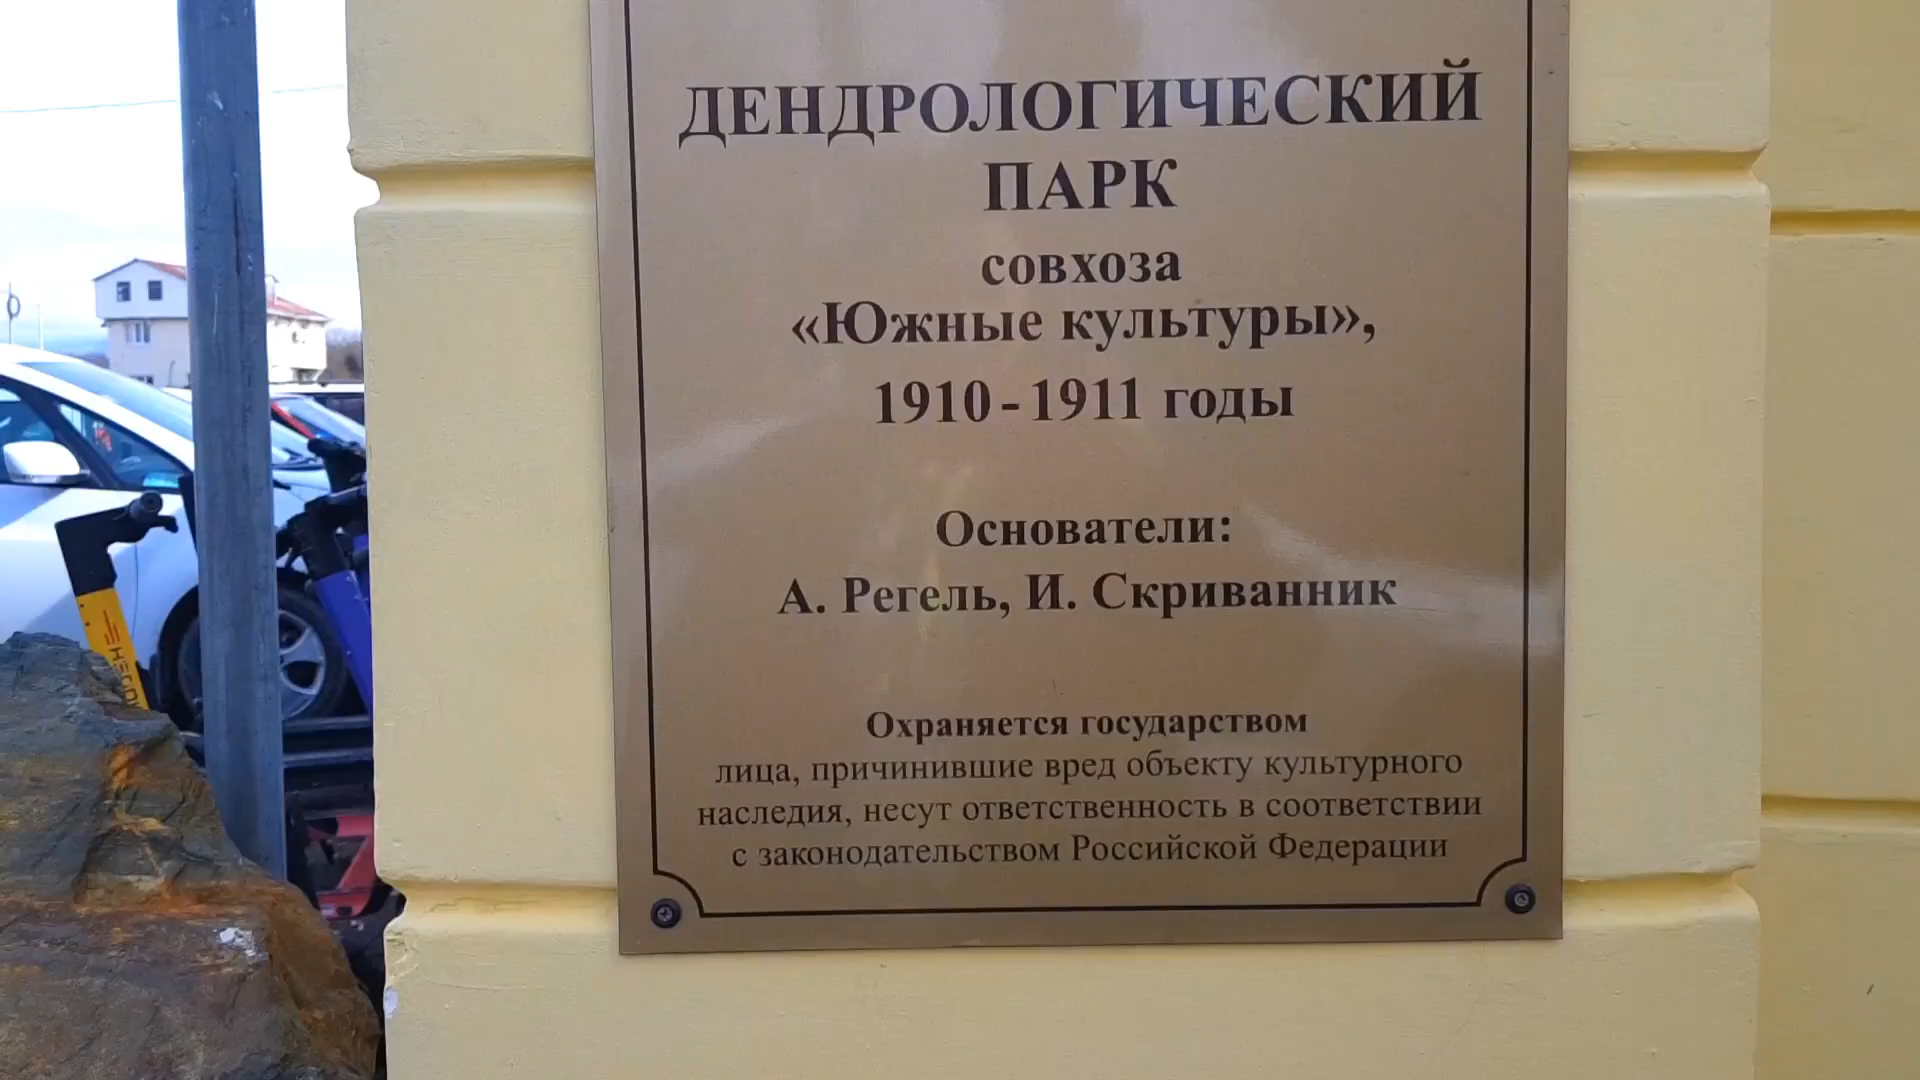 ДЕНДРОЛОГИЧЕСКИЙ
ПАРК
совхоза
«Южные культуры»,
1910 - 1911 годы
Основатели:
А. Регель, И. Скриванник
Охраняется государством
лица, причинившие вред объекту культурного
наследия, несут ответственность в соответствии
с законодательством Российской Федерации